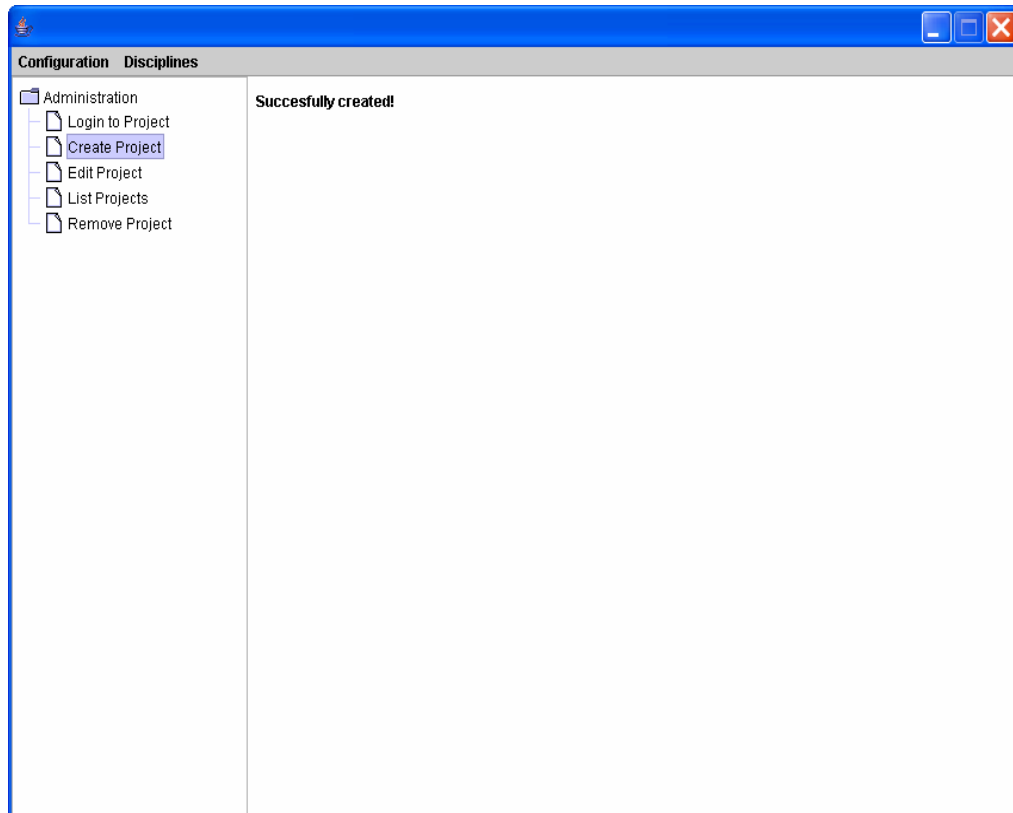 Configuration Disciplines
Administration
Login to Project
Create Project
Edit Project
List Projects
Remove Project
Succesfully created!